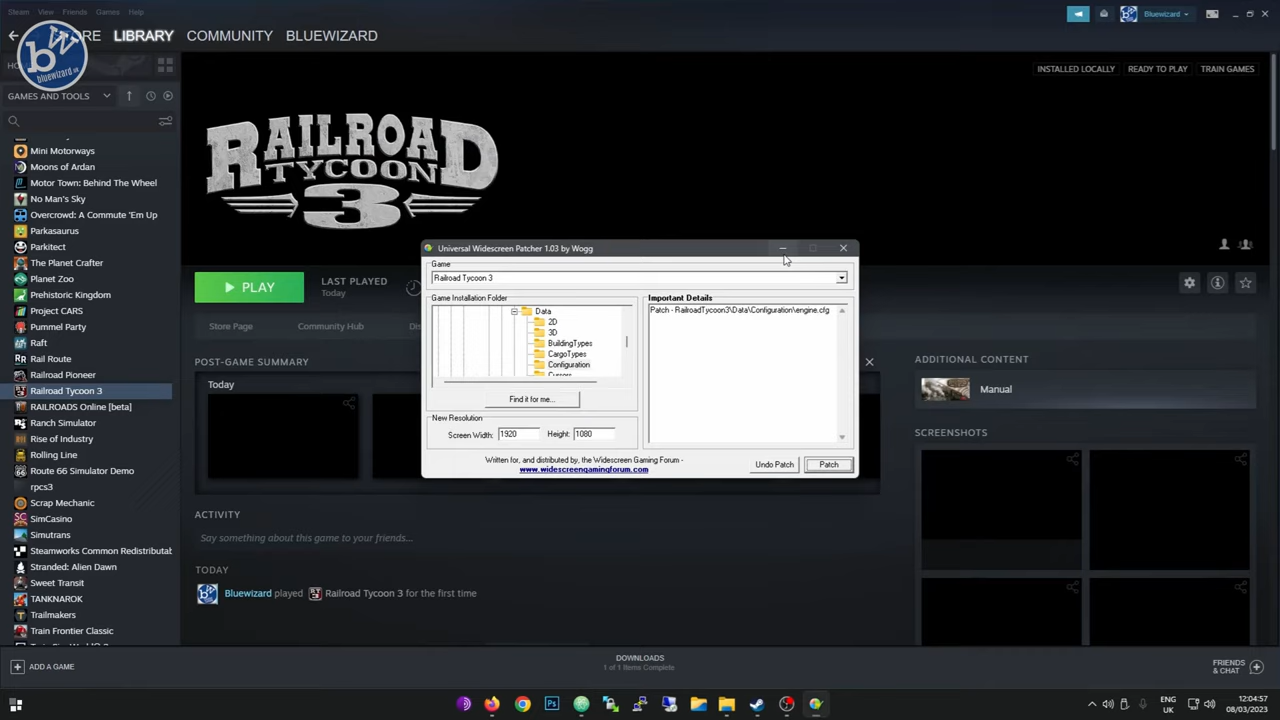 Steam View Friends Games Help
Bluewizard
STORE LIBRARY COMMUNITY BLUEWIZARD
bw
bluewizard
INSTALLED LOCALLY READY TO PLAY TRAIN GAMES
GAMES AND TOOLS
Mini Motorways
Moons of Ardan
Motor Town: Behind The Wheel
No Man's Sky
Overcrowd: A Commute 'Em Up
Parkasaurus
Parkitect
The Planet Crafter
Planet Zoo
Prehistoric Kingdom
Project CARS
Pummel Party
Raft
Rail Route
Railroad Pioneer
Railroad Tycoon 3
RAILROADS Online [beta]
Ranch Simulator
Rise of Industry
Rolling Line
Route 66 Simulator Demo
rpcs3
Scrap Mechanic
SimCasino
Simutrans
Steamworks Common Redistributab
Stranded: Alien Dawn
Sweet Transit
TANKNAROK
Trailmakers
Train Frontier Classic
RAILROAD
TYCOON
3
PLAY
LAST PLAYED
Today
Store Page
Community Hub
Dis
POST-GAME SUMMARY
Today
Universal Widescreen Patcher 1.03 by Wogg
Game
Railroad Tycoon 3
Game Installation Folder
Data
2D
3D
BuildingTypes
CargoTypes
Configuration
Cursors
Find it for me...
New Resolution
Screen Width: 1920 Height: 1080
Important Details
Patch - RailroadTycoon3\Data\Configuration\engine.cfg
Written for, and distributed by, the Widescreen Gaming Forum -
www.widescreengamingforum.com
Undo Patch Patch
ADDITIONAL CONTENT
Manual
SCREENSHOTS
ACTIVITY
Say something about this game to your friends...
TODAY
Bluewizard played Railroad Tycoon 3 for the first time
ADD A GAME
DOWNLOADS
1 of 1 Items Complete
FRIENDS
& CHAT
Ps
ENG
UK
12:04:57
08/03/2023